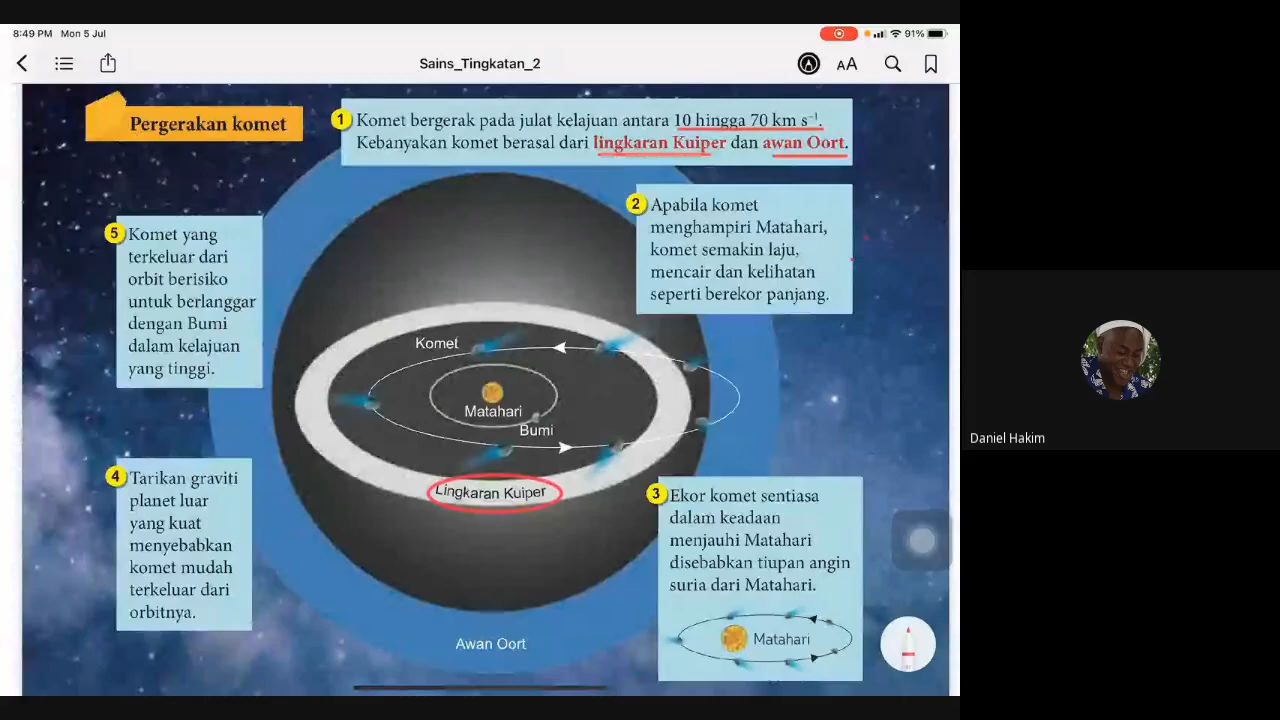 8:49 PM Mon 5 Jul
91%
Sains_Tingkatan_2
AA
Pergerakan komet
1 Komet bergerak pada julat kelajuan antara 10 hingga 70 km s⁻¹.
Kebanyakan komet berasal dari lingkaran Kuiper dan awan Oort.
2 Apabila komet
menghampiri Matahari,
komet semakin laju,
mencair dan kelihatan
seperti berekor panjang.
5 Komet yang
terkeluar dari
orbit berisiko
untuk berlanggar
dengan Bumi
dalam kelajuan
yang tinggi.
Komet
Matahari
Bumi
Lingkaran Kuiper
Awan Oort
4 Tarikan graviti
planet luar
yang kuat
menyebabkan
komet mudah
terkeluar dari
orbitnya.
3 Ekor komet sentiasa
dalam keadaan
menjauhi Matahari
disebabkan tiupan angin
suria dari Matahari.
Matahari
Daniel Hakim